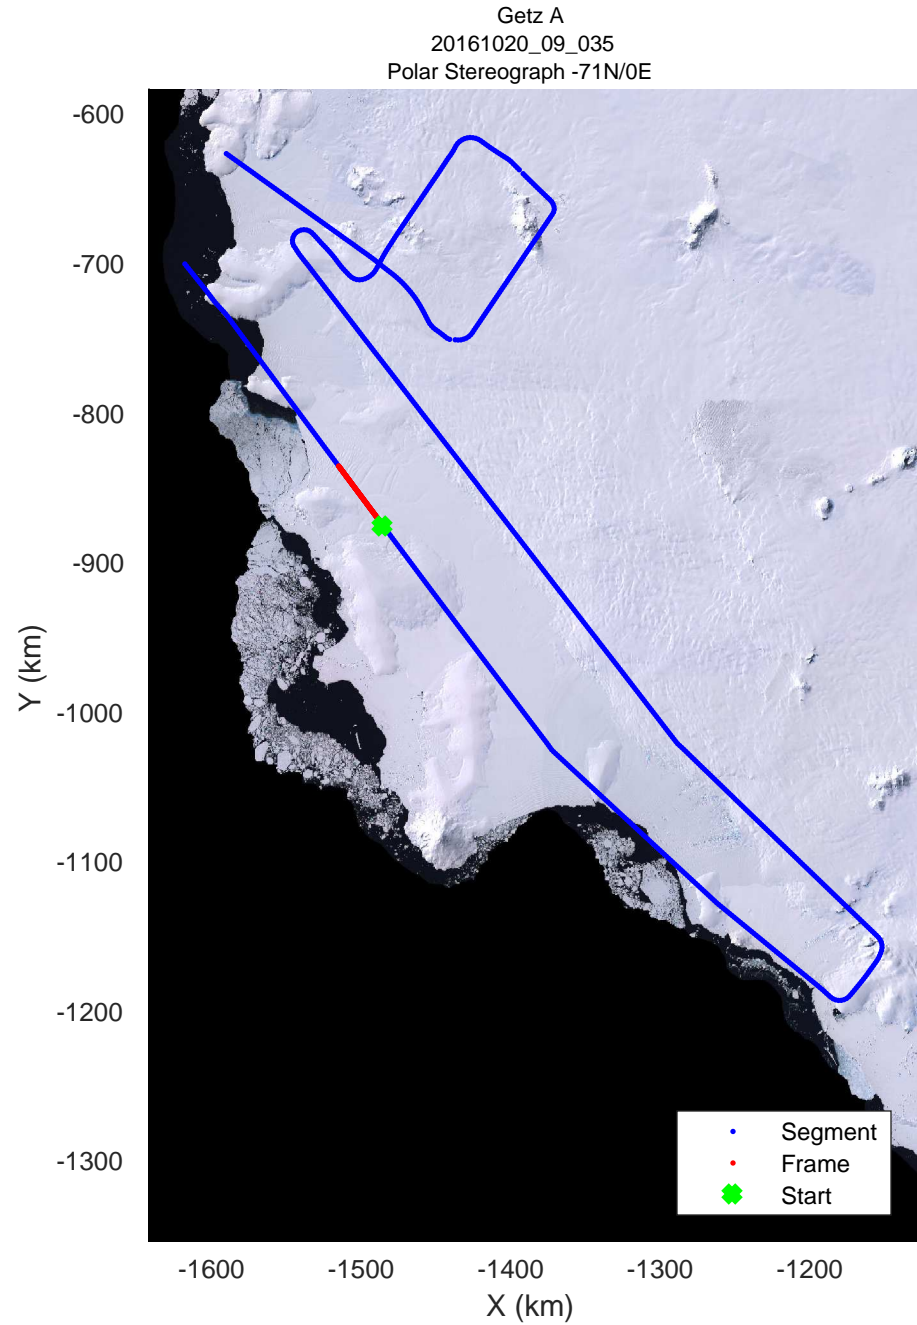 Getz A
20161020_09_035
Polar Stereograph -71N/0E
-600
-700
-800
-900
-1000
-1100
-1200
-1300
Y (km)
Segment
Frame
Start
-1600
-1500
-1400
-1300
-1200
X (km)